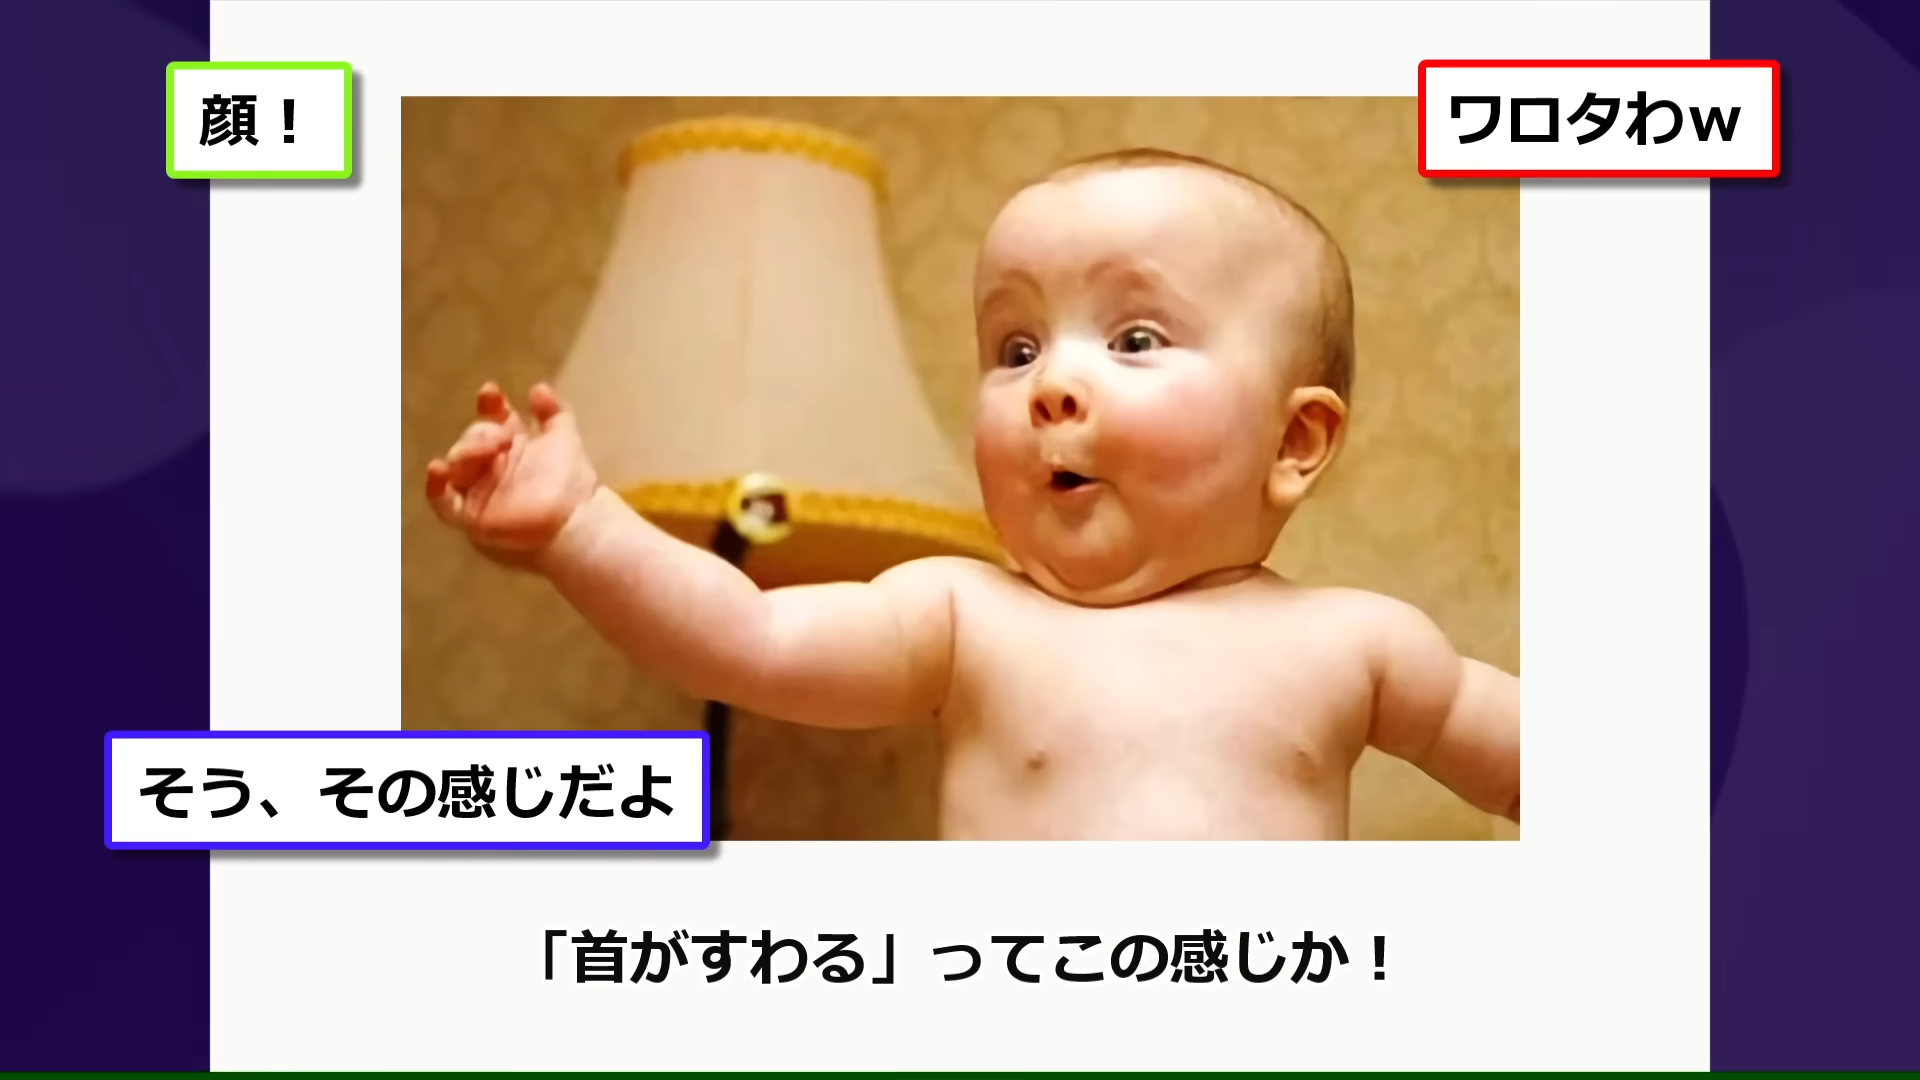 顔！
ワロタわｗ
そう、その感じだよ
「首がすわる」ってこの感じか！